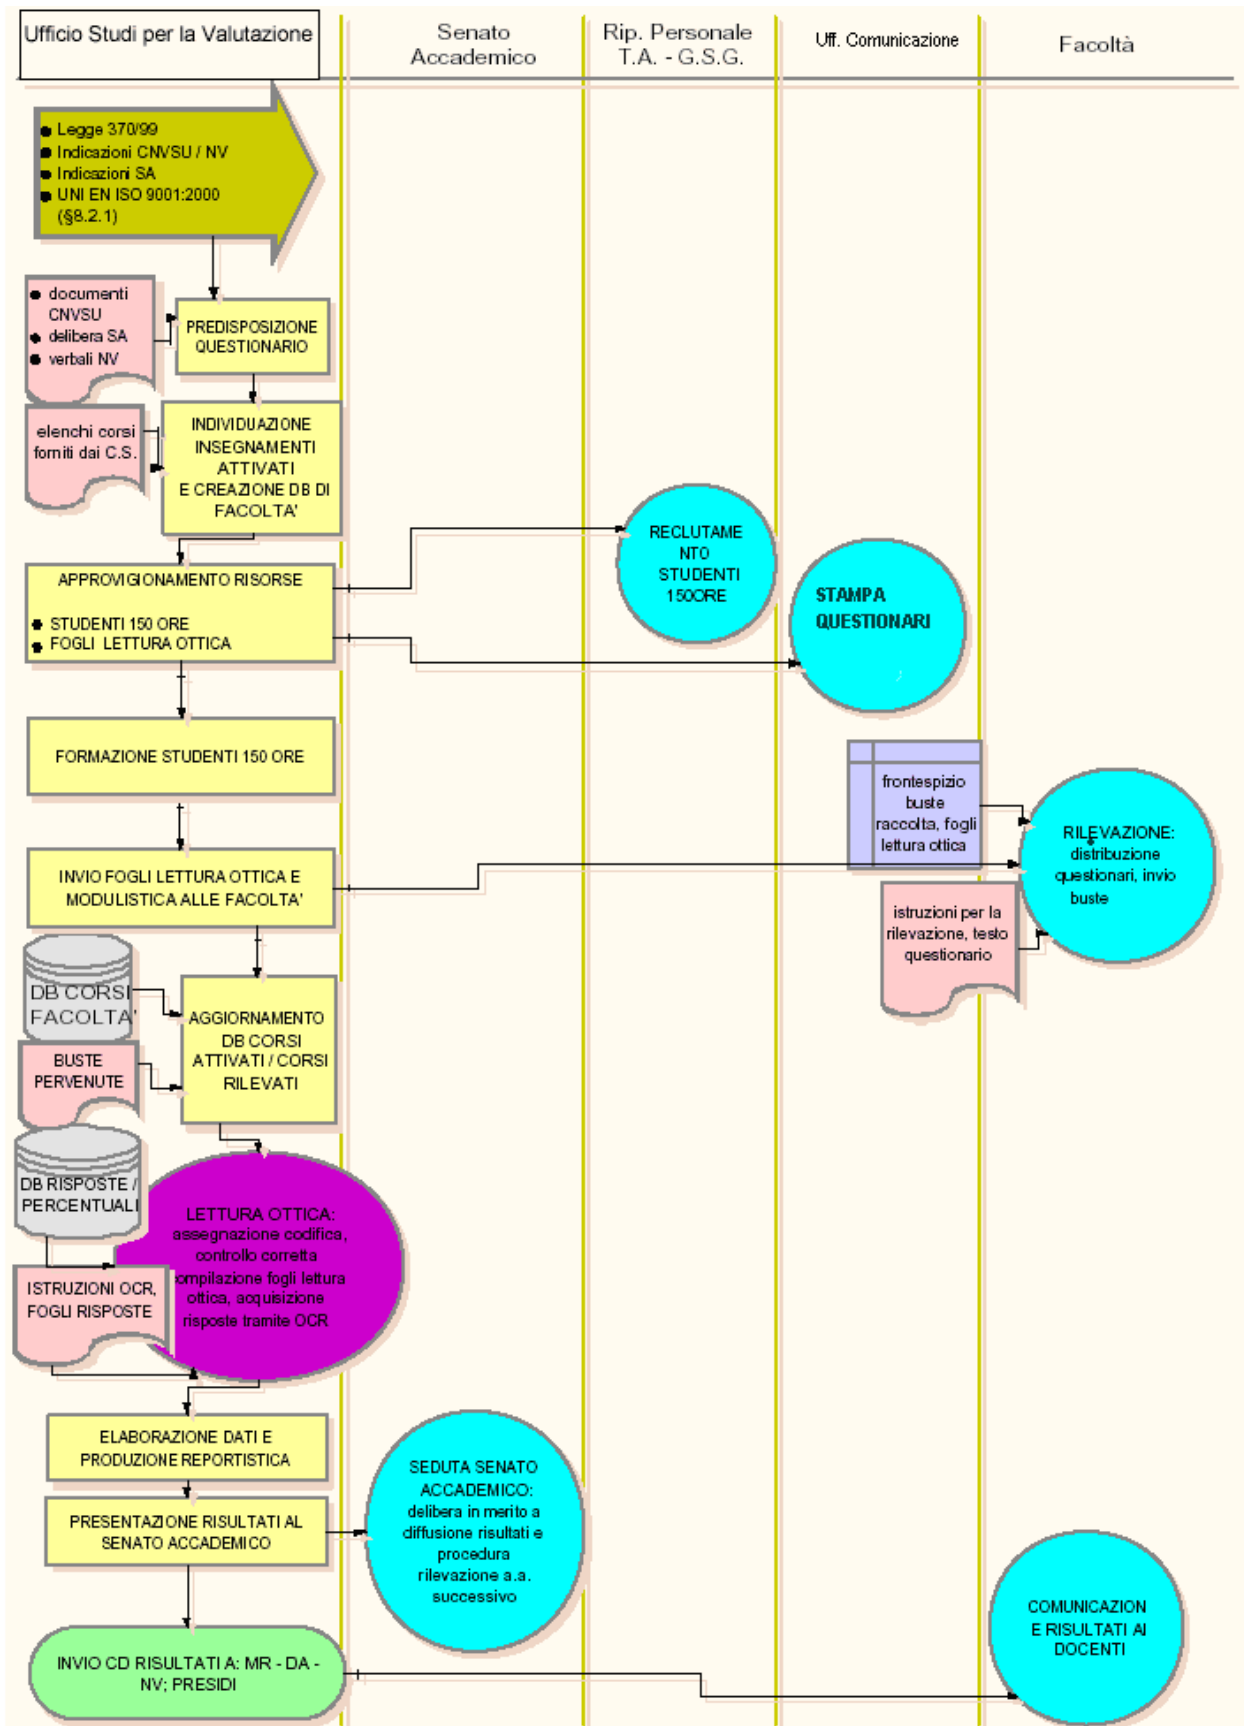 Ufficio Studi per la Valutazione
Senato
Accademico
Rip. Personale
T.A. - G.S.G.
Uff. Comunicazione
Facoltà
Legge 370/99
Indicazioni CNVSU / NV
Indicazioni SA
UNI EN ISO 9001:2000
(§8.2.1)
documenti
CNVSU
delibera SA
verbali NV
PREDISPOSIZIONE
QUESTIONARIO
elenchi corsi
forniti dai C.S.
INDIVIDUAZIONE
INSEGNAMENTI
ATTIVATI
E CREAZIONE DB DI
FACOLTA'
APPROVIGIONAMENTO RISORSE
STUDENTI 150 ORE
FOGLI LETTURA OTTICA
RECLUTAME
NTO
STUDENTI
150ORE
STAMPA
QUESTIONARI
FORMAZIONE STUDENTI 150 ORE
frontespizio
buste
raccolta, fogli
lettura ottica
RILEVAZIONE:
distribuzione
questionari, invio
buste
INVIO FOGLI LETTURA OTTICA E
MODULISTICA ALLE FACOLTA'
istruzioni per la
rilevazione, testo
questionario
DB CORSI
FACOLTA'
AGGIORNAMENTO
DB CORSI
ATTIVATI / CORSI
RILEVATI
BUSTE
PERVENUTE
DB RISPOSTE /
PERCENTUALI
LETTURA OTTICA:
assegnazione codifica,
controllo corretta
compilazione fogli lettura
ottica, acquisizione
risposte tramite OCR
ISTRUZIONI OCR,
FOGLI RISPOSTE
ELABORAZIONE DATI E
PRODUZIONE REPORTISTICA
SEDUTA SENATO
ACCADEMICO:
delibera in merito a
diffusione risultati e
procedura
rilevazione a.a.
successivo
PRESENTAZIONE RISULTATI AL
SENATO ACCADEMICO
COMUNICAZION
E RISULTATI AI
DOCENTI
INVIO CD RISULTATI A: MR - DA -
NV; PRESIDI